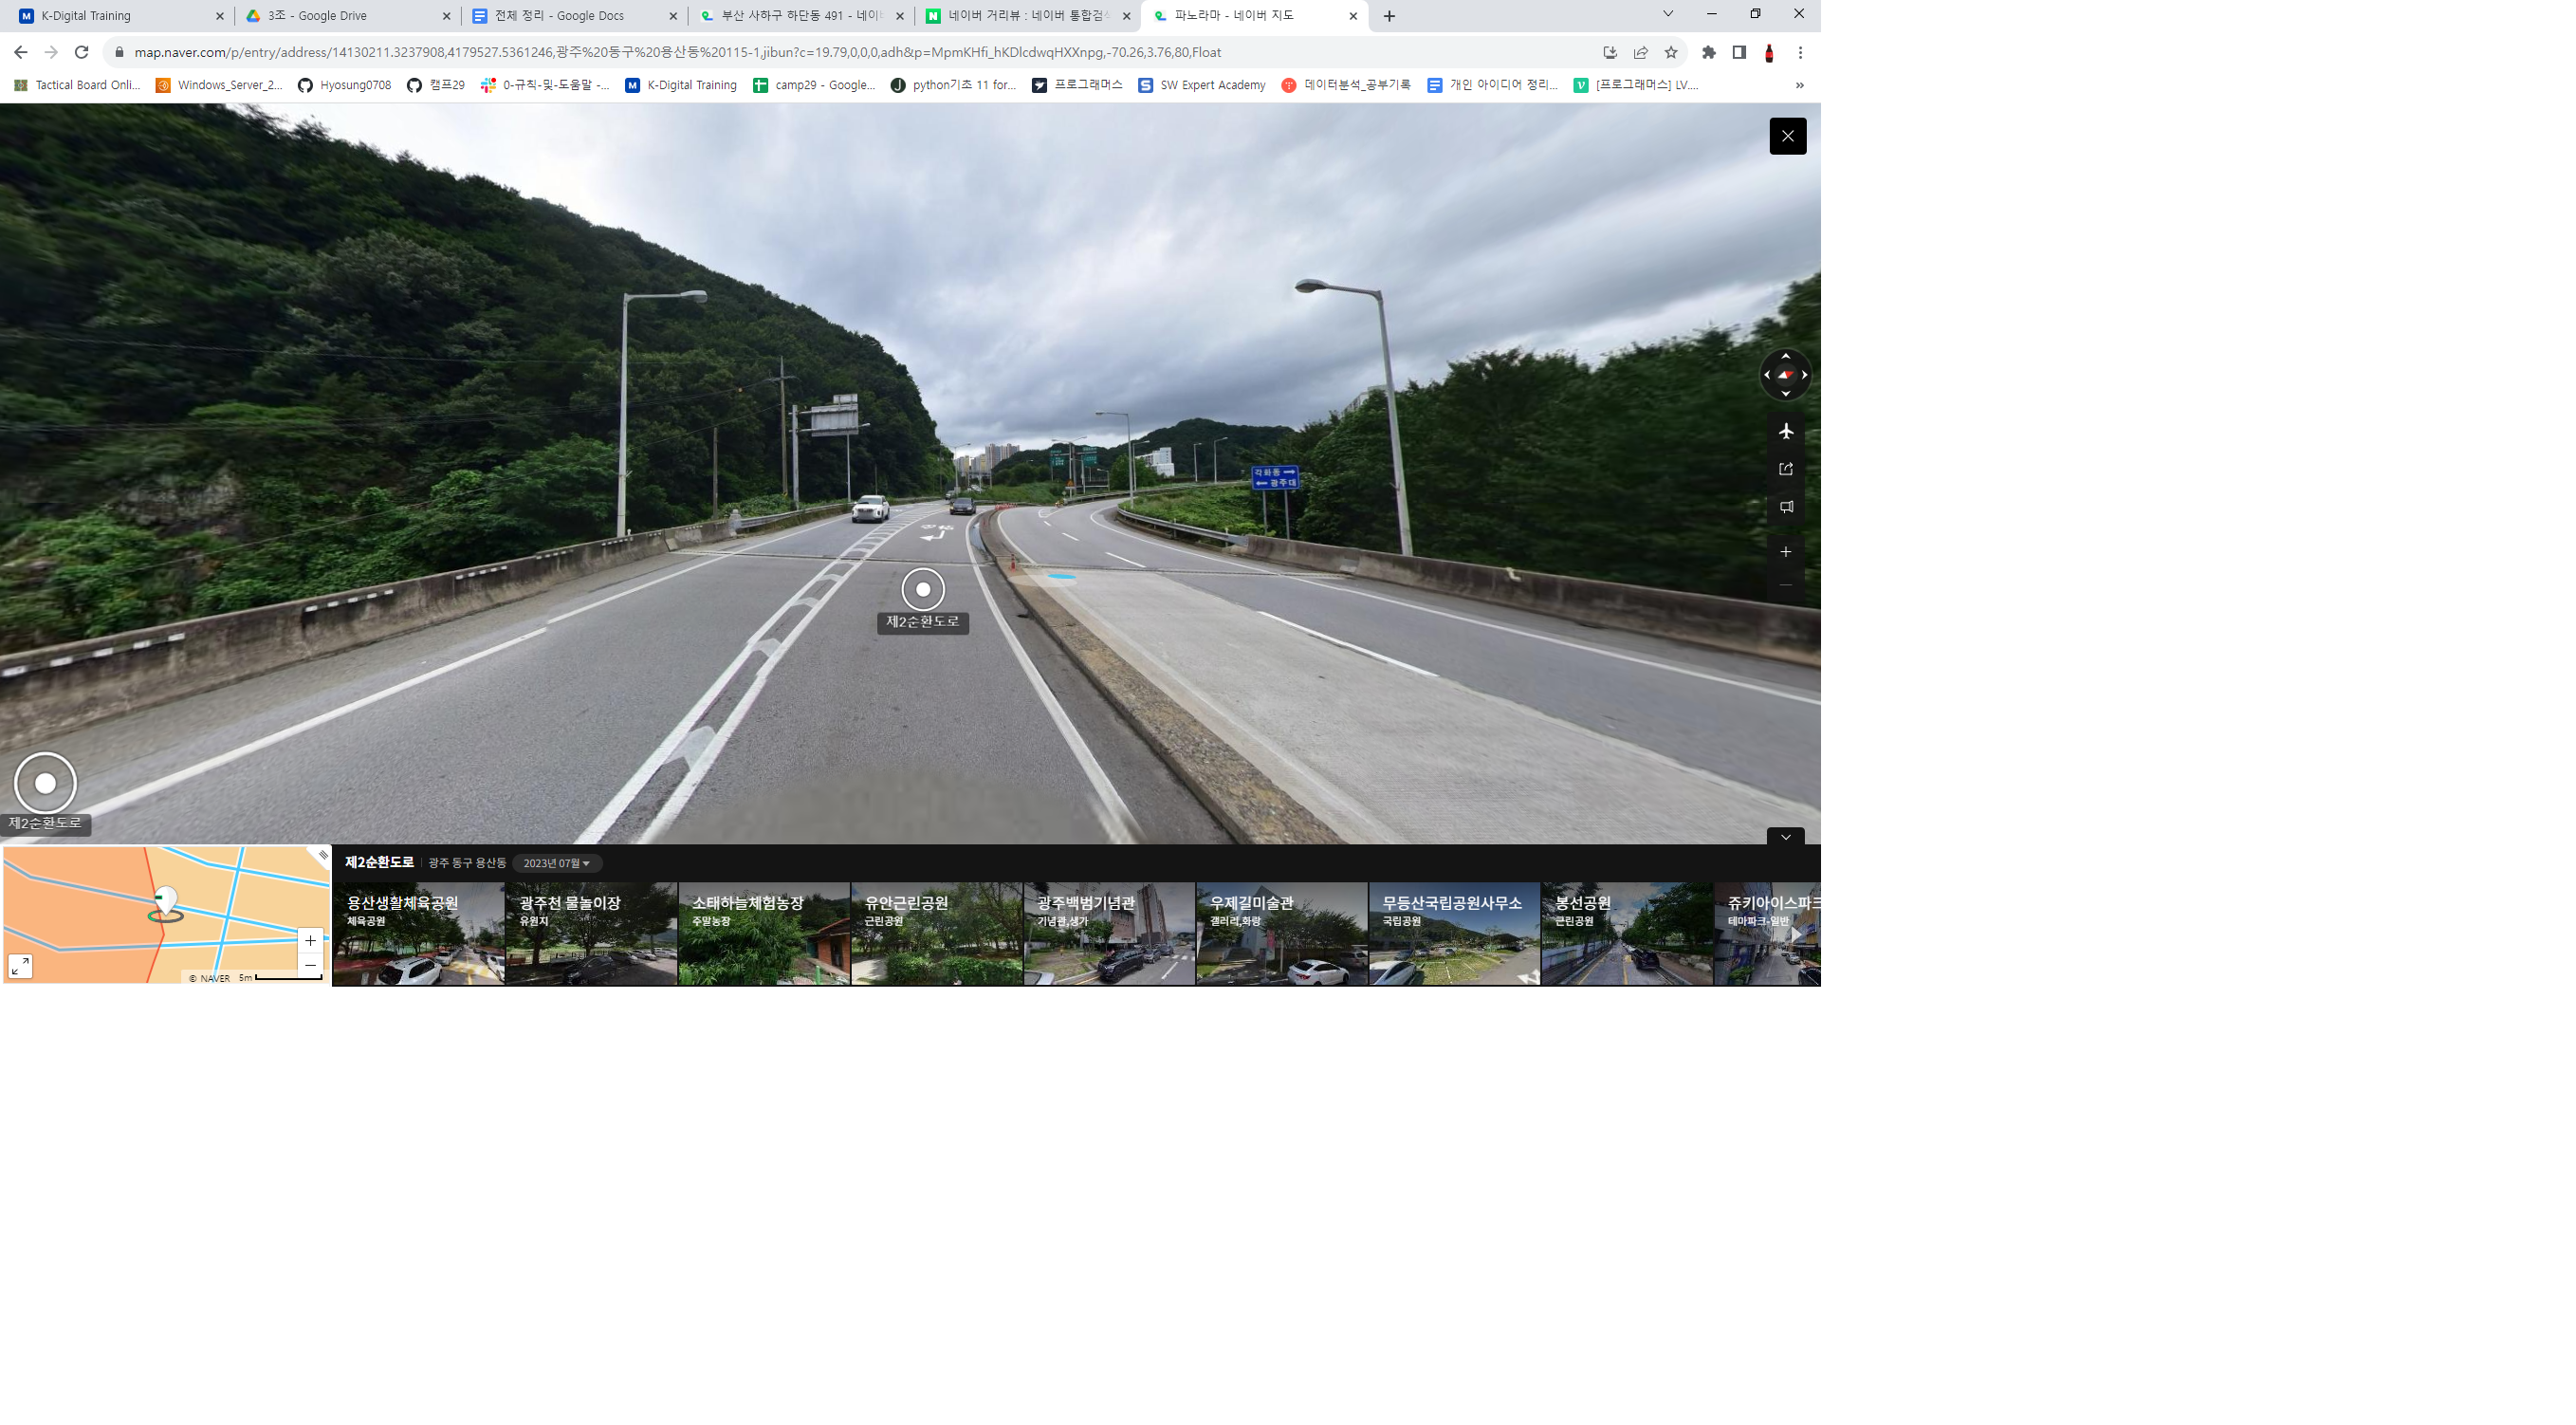 K-Digital Training
3조 - Google Drive
전체 정리 - Google Docs
부산 사하구 하단동 491 - 네이버
네이버 거리뷰 : 네이버 통합검색
파노라마 - 네이버 지도
map.naver.com/p/entry/address/14130211.3237908,4179527.5361246,광주%20동구%20용산동%20115-1,jibun?c=19.79,0,0,0,adh&p=MpmKHfi_hKDlcdwqHXXnpg,-70.26,3.76,80,Float
Tactical Board Onli...
Windows_Server_2...
Hyosung0708
캠프29
0-규칙-및-도움말 -...
K-Digital Training
camp29 - Google...
python기초 11 for...
프로그래머스
SW Expert Academy
데이터분석_공부기록
개인 아이디어 정리...
[프로그래머스] LV....
각화동 →
← 광주대
제2순환도로
제2순환도로
제2순환도로
광주 동구 용산동
2023년 07월
© NAVER
5m
용산생활체육공원
체육공원
광주천 물놀이장
유원지
소태하늘체험농장
주말농장
유안근린공원
근린공원
광주백범기념관
기념관,생가
우제길미술관
갤러리,화랑
무등산국립공원사무소
국립공원
봉선공원
근린공원
쥬키아이스파크
테마파크-일반